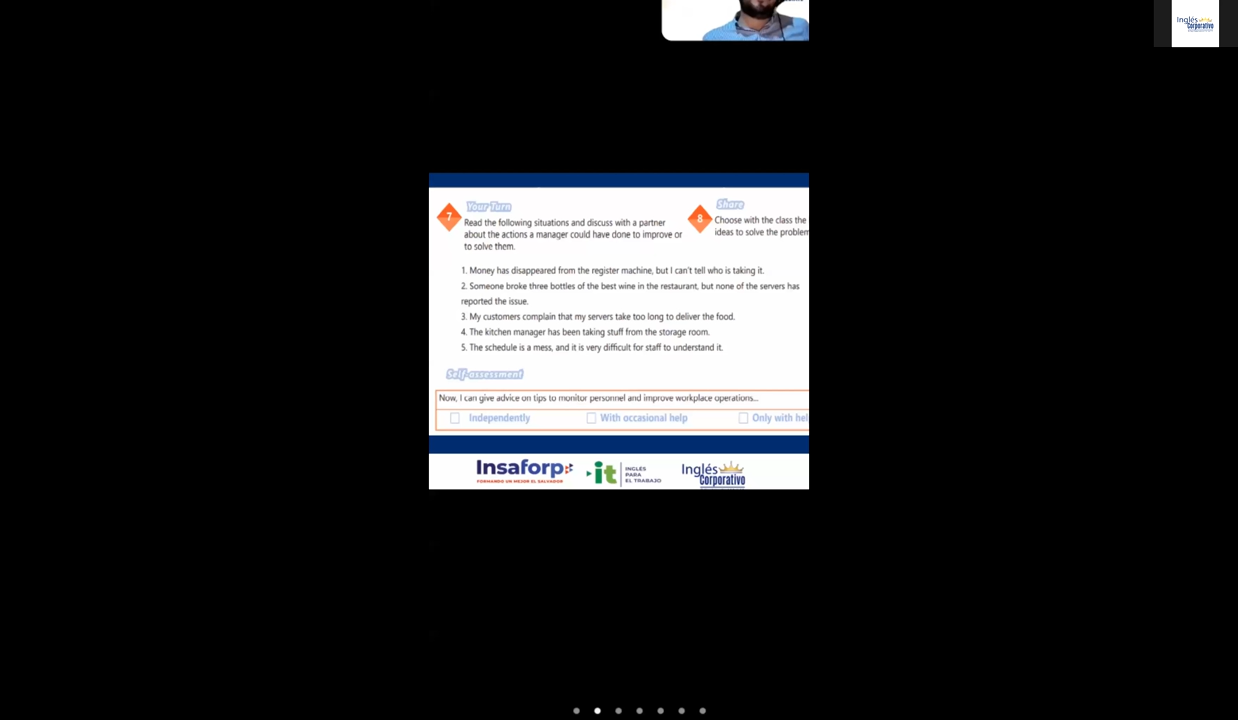 Inglés
Corporativo
7
Your Turn
Read the following situations and discuss with a partner
about the actions a manager could have done to improve or
to solve them.
8
Share
Choose with the class the
ideas to solve the problem
1. Money has disappeared from the register machine, but I can't tell who is taking it.
2. Someone broke three bottles of the best wine in the restaurant, but none of the servers has
reported the issue.
3. My customers complain that my servers take too long to deliver the food.
4. The kitchen manager has been taking stuff from the storage room.
5. The schedule is a mess, and it is very difficult for staff to understand it.
Self-assessment
Now, I can give advice on tips to monitor personnel and improve workplace operations...
Independently
With occasional help
Only with hel
Insaforp
FORMANDO UN MEJOR EL SALVADOR
it
INGLÉS
PARA
EL TRABAJO
Inglés
Corporativo